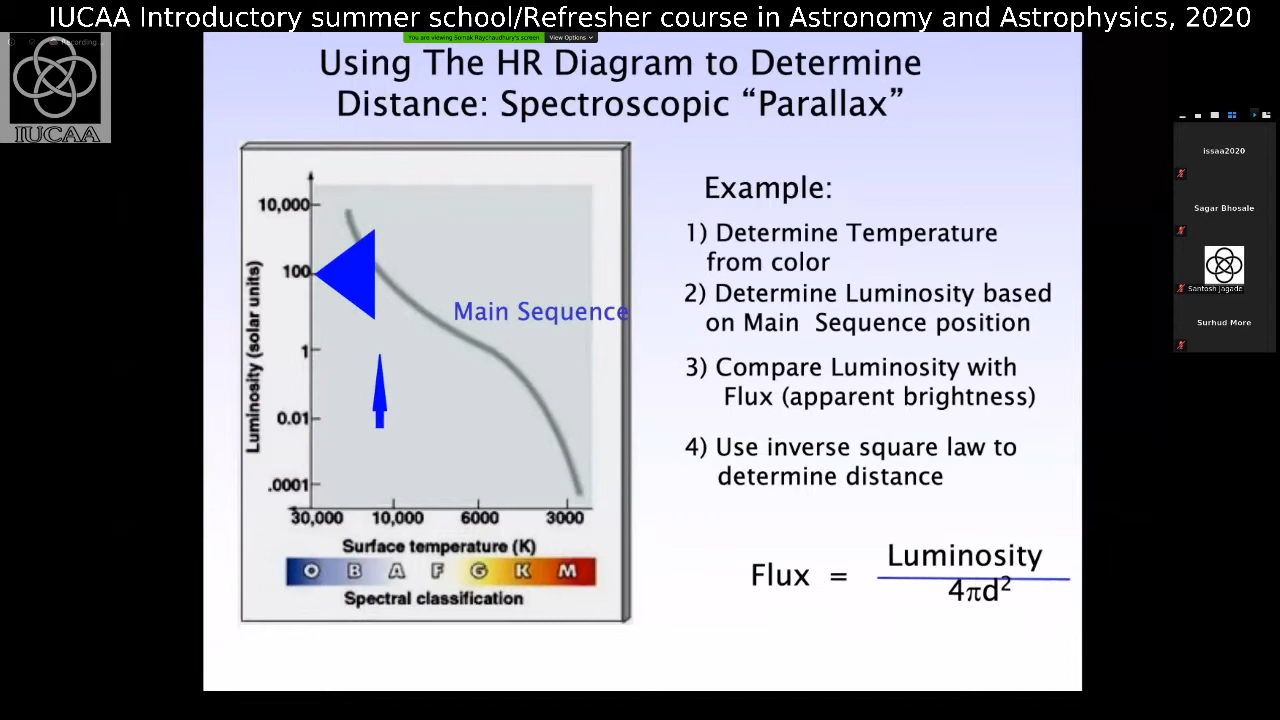 IUCAA Introductory summer school/Refresher course in Astronomy and Astrophysics, 2020
Recording...
You are viewing Somak Raychaudhury's screen
View Options
IUCAA
Using The HR Diagram to Determine
Distance: Spectroscopic “Parallax”
10,000
100
1
0.01
.0001
Luminosity (solar units)
Main Sequence
30,000 10,000 6000 3000
Surface temperature (K)
O B A F G K M
Spectral classification
Example:
1) Determine Temperature
from color
2) Determine Luminosity based
on Main Sequence position
3) Compare Luminosity with
Flux (apparent brightness)
4) Use inverse square law to
determine distance
Flux = Luminosity
4πd²
issaa2020
Sagar Bhosale
Santosh Jagade
Surhud More